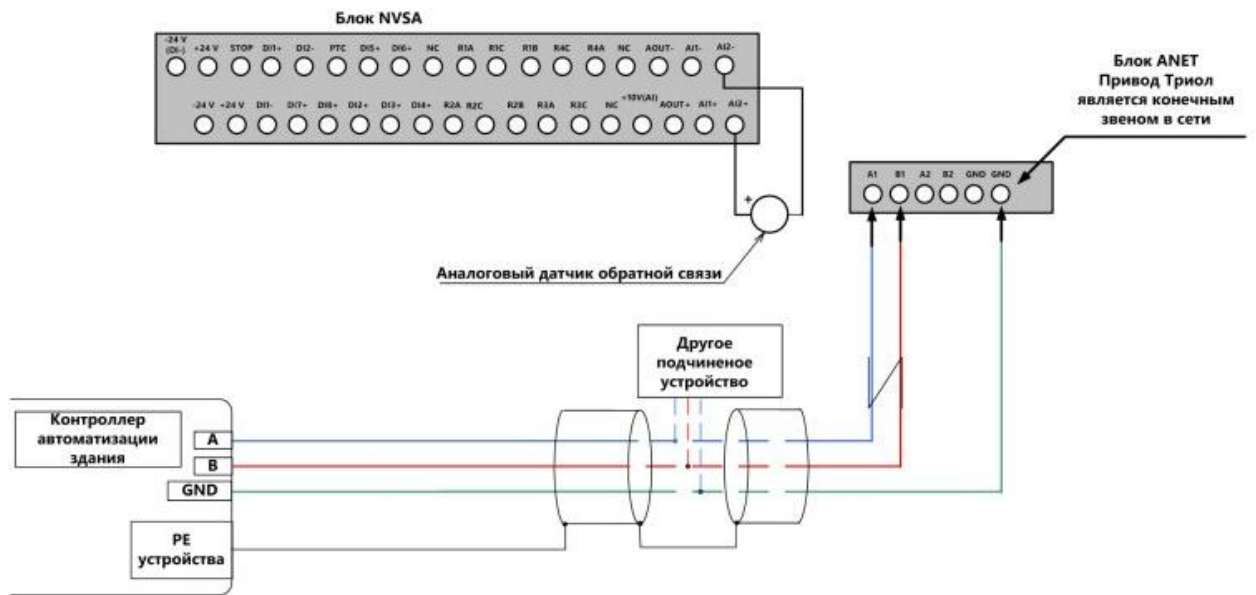 Блок NVSA
-24 V
(DI-)
+24 V STOP DI1+ DI2- PTC DI5+ DI6+ NC R1A R1C R1B R4C R4A NC AOUT- AI1- AI2-
-24 V +24 V DI1- DI7+ DI8+ DI2+ DI3+ DI4+ R2A R2C R2B R3A R3C NC +10V(AI) AOUT+ AI1+ AI2+
+
Аналоговый датчик обратной связи
Блок ANET
Привод Триол
является конечным
звеном в сети
A1 B1 A2 B2 GND GND
Другое
подчиненое
устройство
Контроллер
автоматизации
здания
A
B
GND
PE
устройства